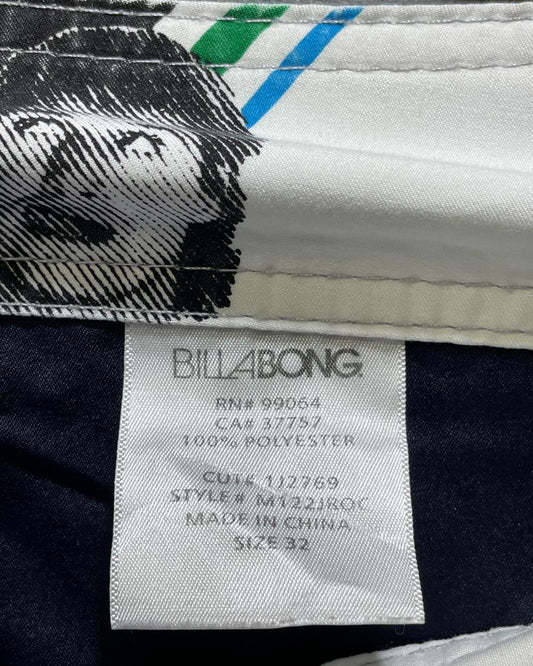 BILLABONG
RN# 99064
CA# 37757
100% POLYESTER
CUT# 1J2769
STYLE# M122JROC
MADE IN CHINA
SIZE 32